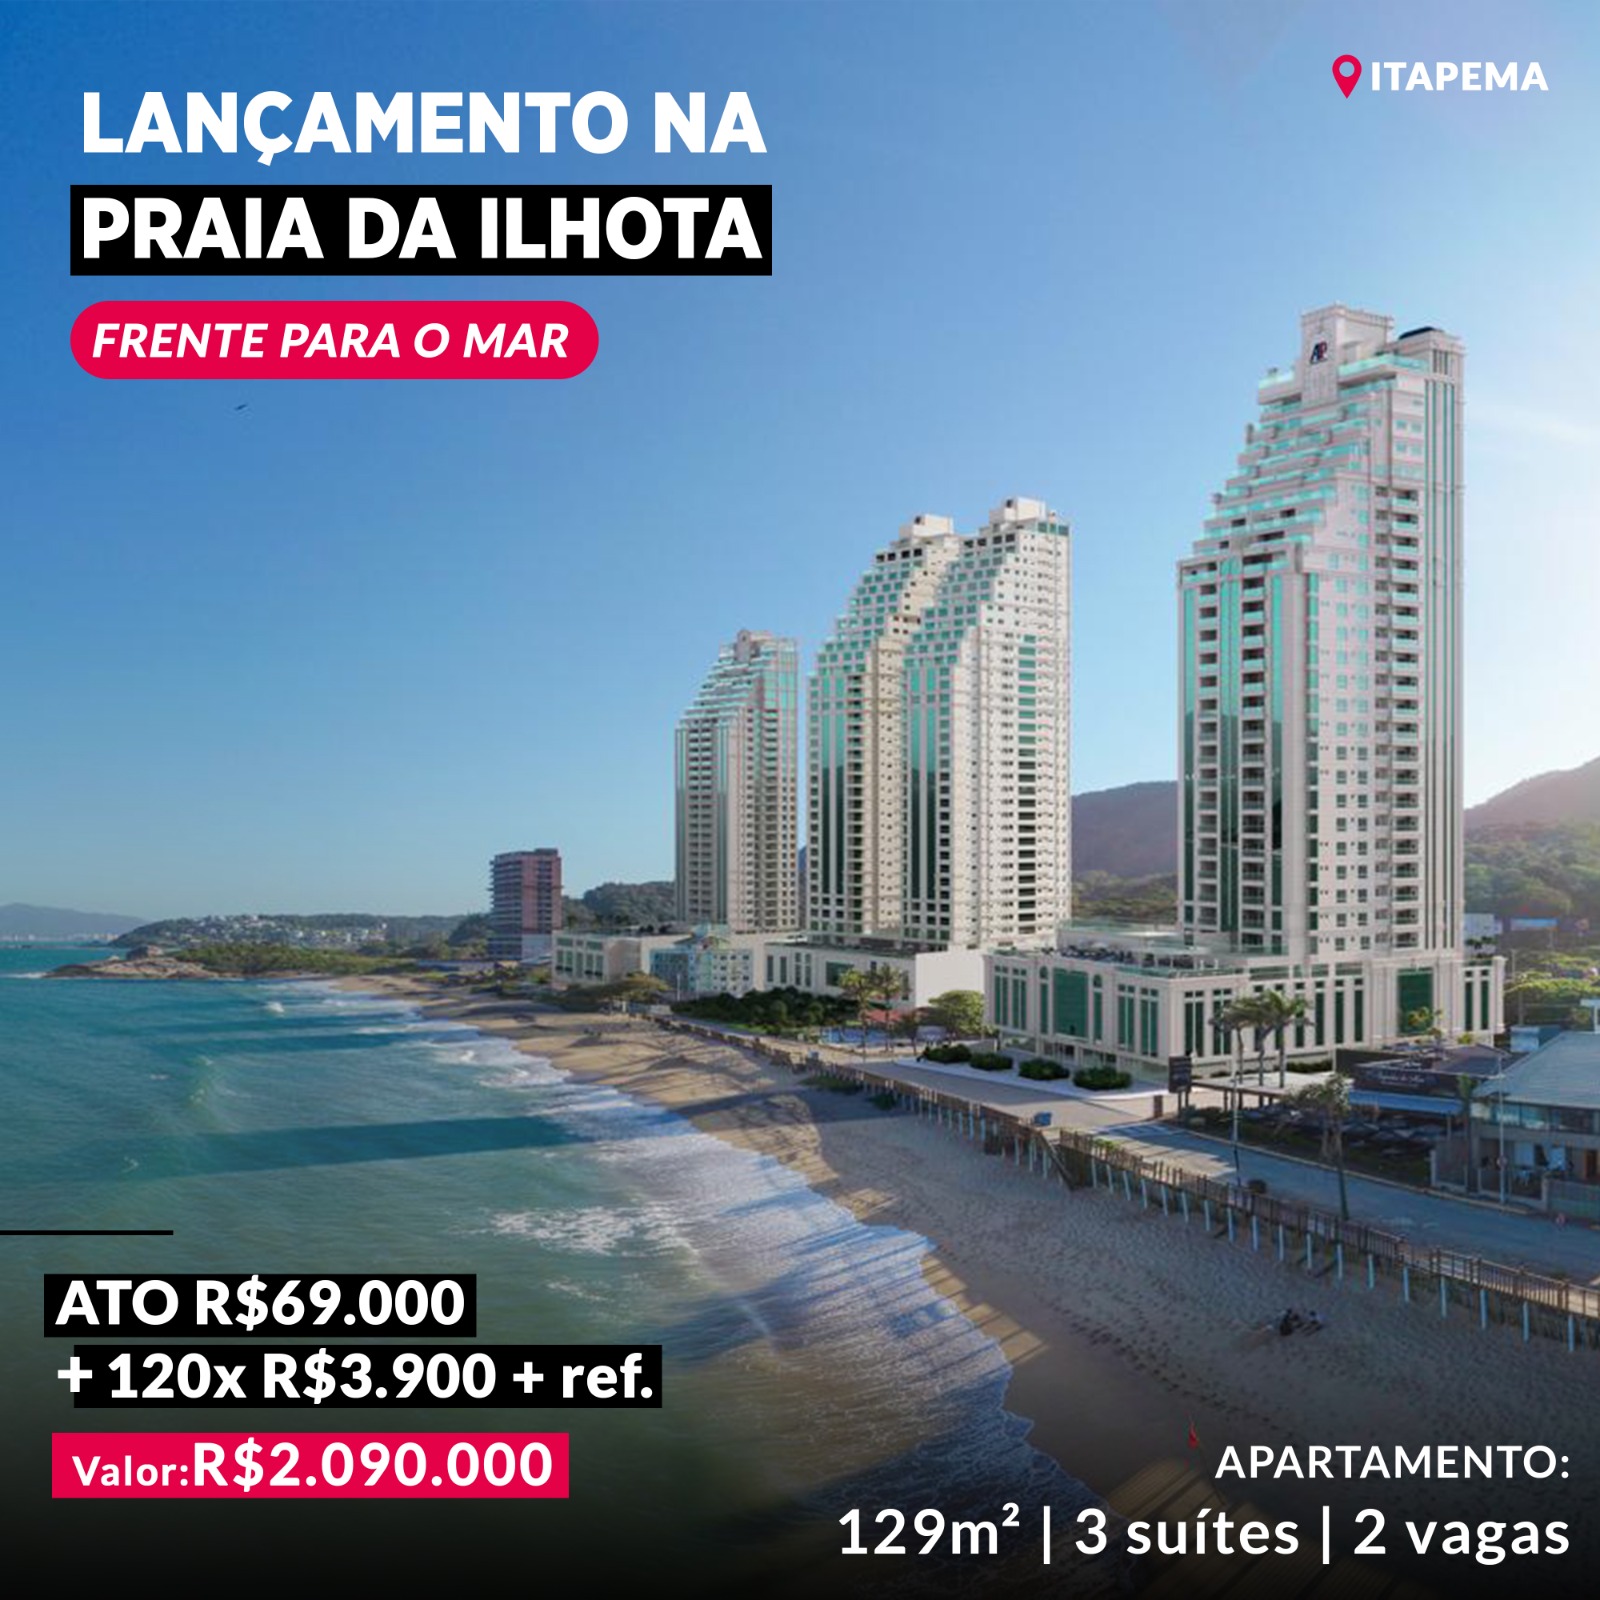 ITAPEMA
LANÇAMENTO NA
PRAIA DA ILHOTA
FRENTE PARA O MAR
AP
ATO R$69.000
+ 120x R$3.900 + ref.
Valor:R$2.090.000
APARTAMENTO:
129m² | 3 suítes | 2 vagas